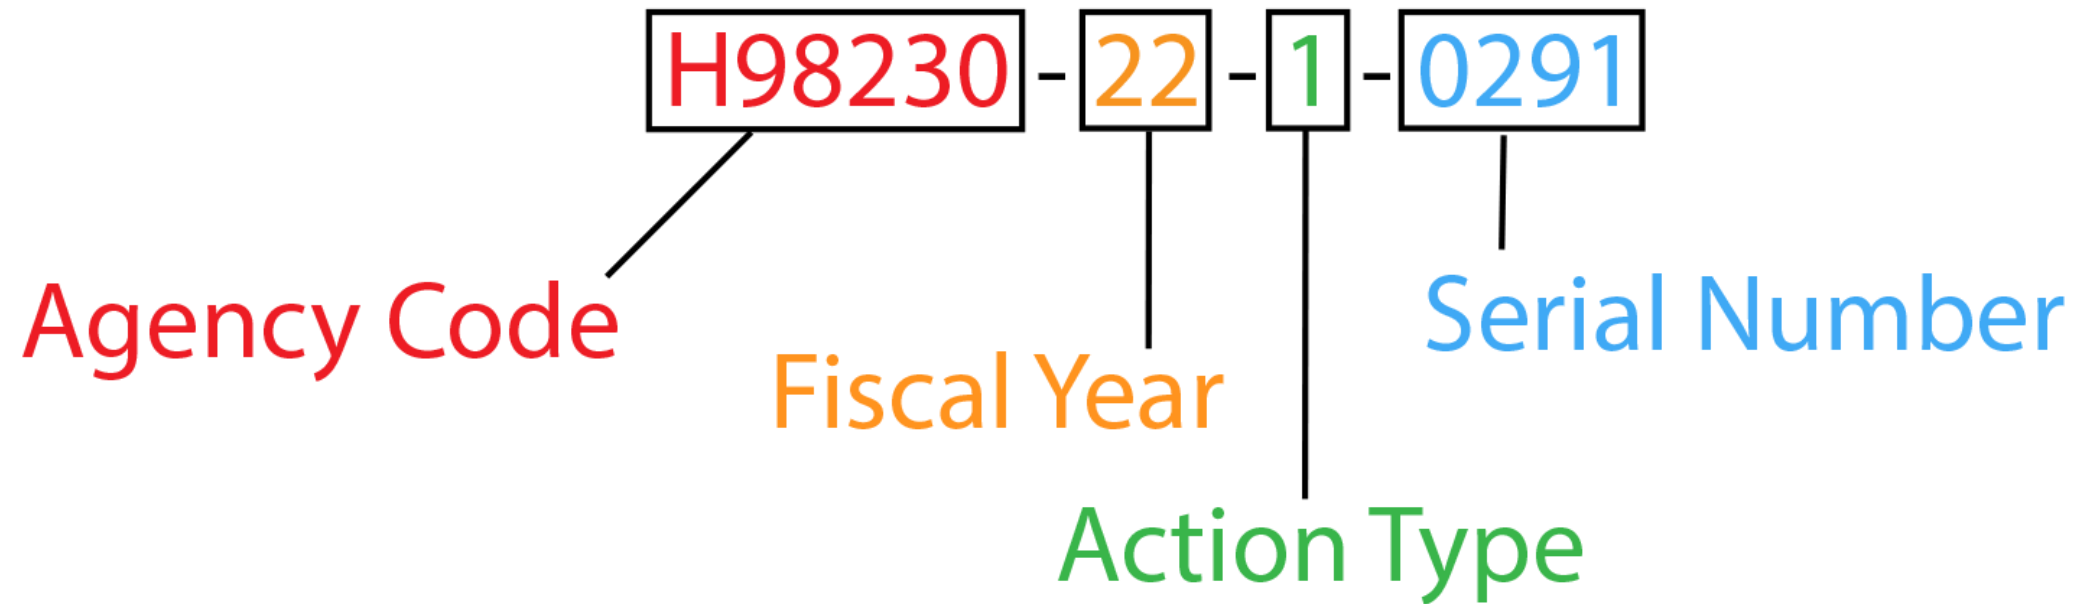 H98230 - 22 - 1 - 0291
Agency Code
Serial Number
Fiscal Year
Action Type